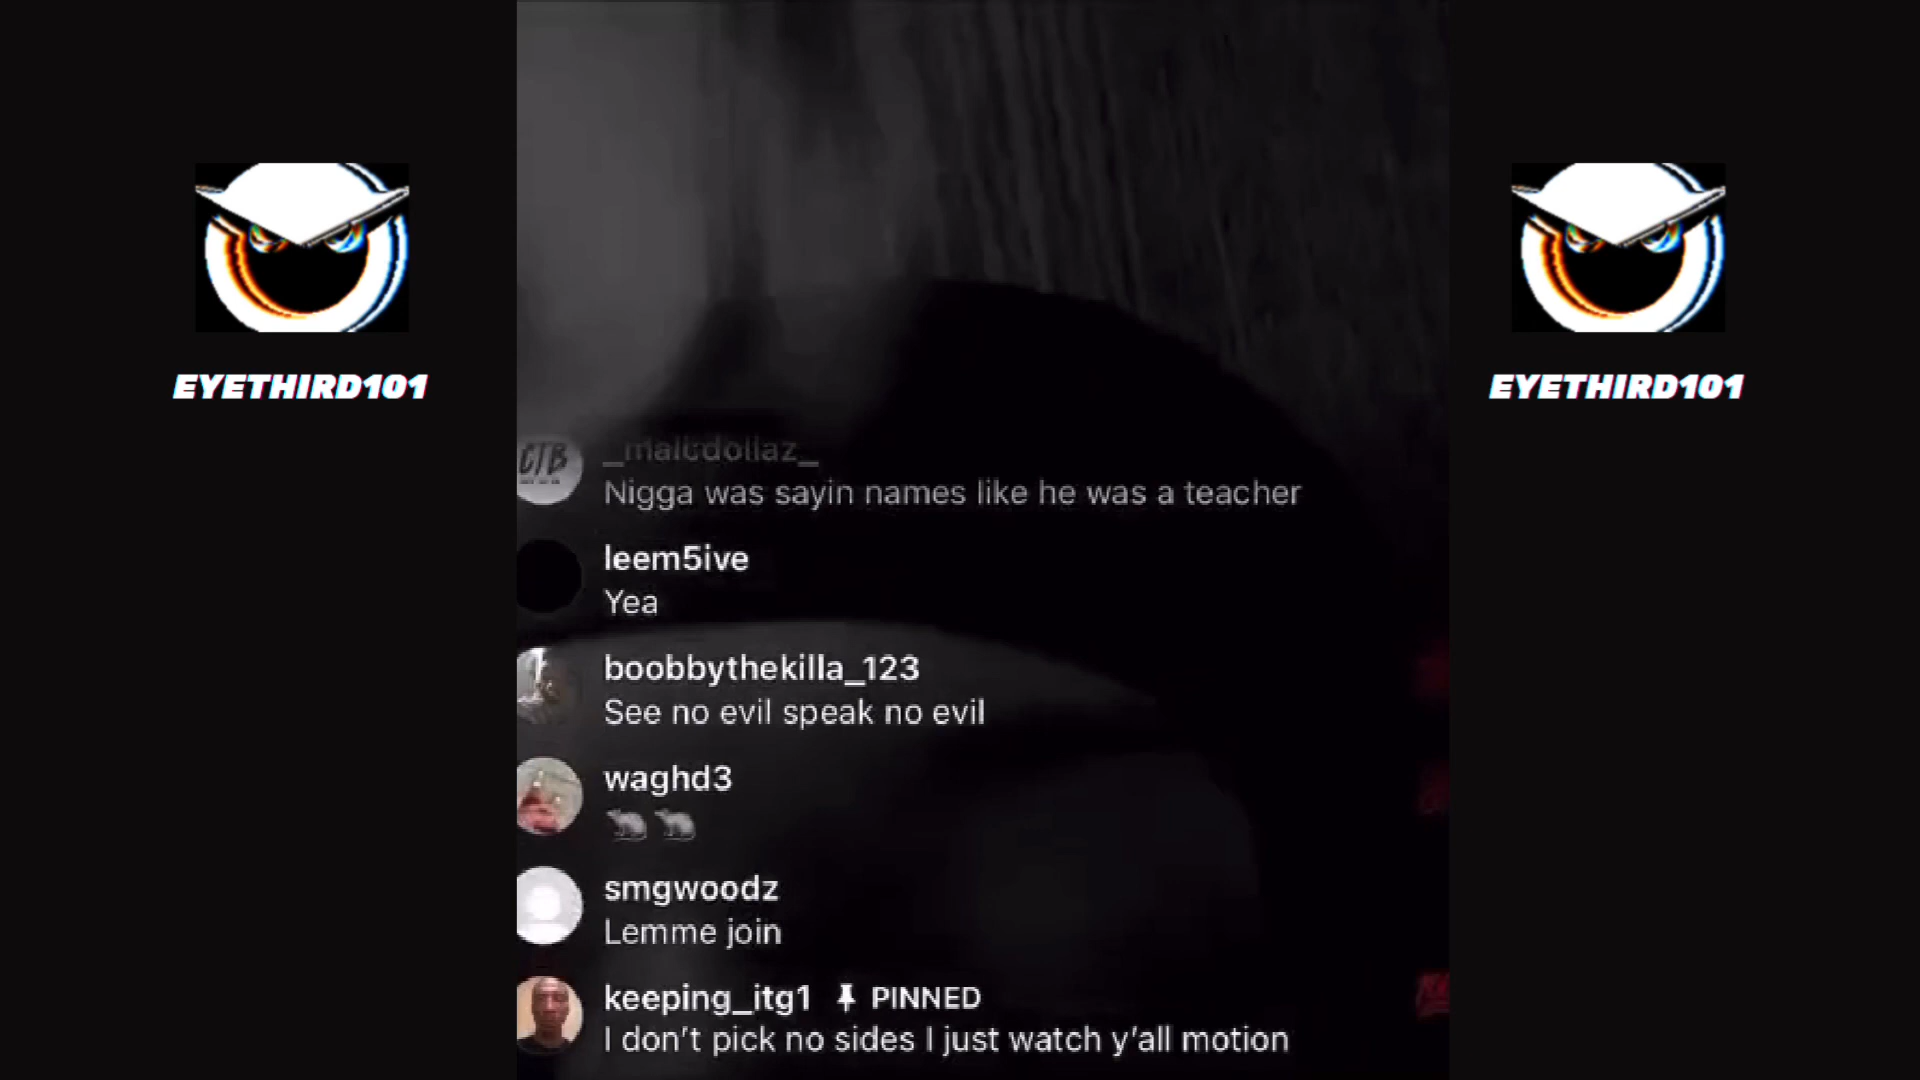 EYETHIRD101
EYETHIRD101
CTB
Nigga was sayin names like he was a teacher
leem5ive
Yea
boobbythekilla_123
See no evil speak no evil
waghd3
🐀 🐀
smgwoodz
Lemme join
keeping_itg1 📌 PINNED
I don’t pick no sides I just watch y’all motion